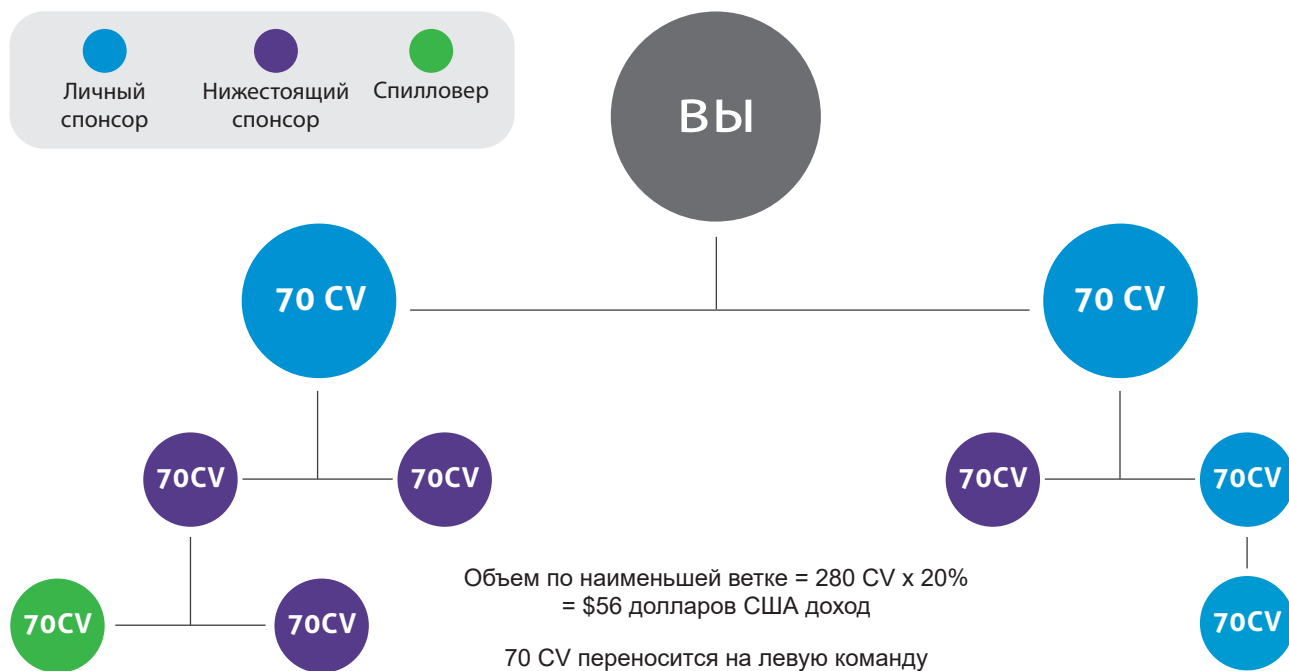 Личный
спонсор
Нижестоящий
спонсор
Спилловер
ВЫ
70 CV
70 CV
70CV
70CV
70CV
70CV
Объем по наименьшей ветке = 280 CV x 20%
= $56 долларов США доход
70CV
70CV
70CV
70 CV переносится на левую команду